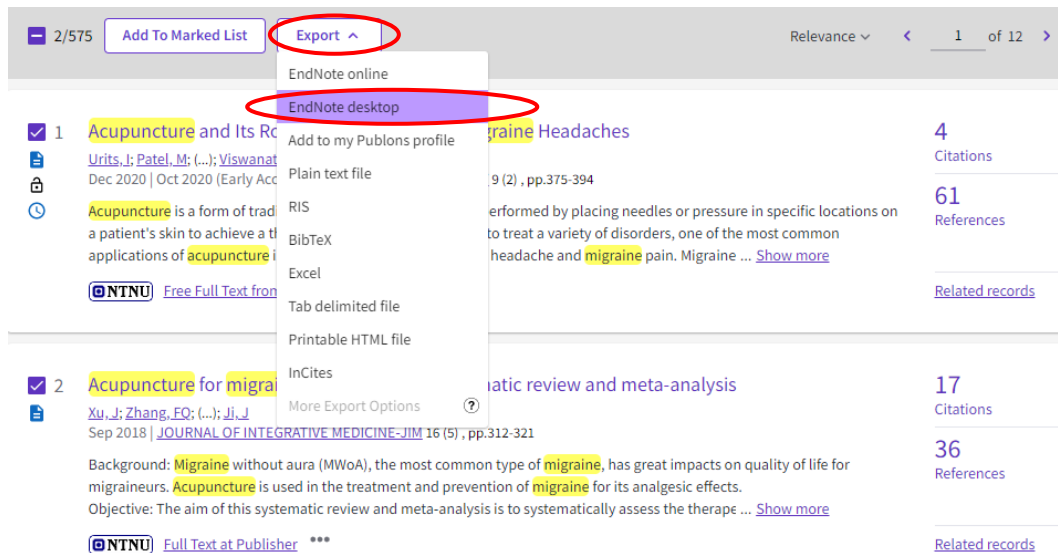 2/575 Add To Marked List Export Relevance 1 of 12
EndNote online
EndNote desktop
Add to my Publons profile
Plain text file
RIS
BibTeX
Excel
Tab delimited file
Printable HTML file
InCites
More Export Options ?
1 Acupuncture and Its graine Headaches
Urits, I; Patel, M; (...);
Dec 2020 | Oct 2020 (Early 9 (2) , pp.375-394
Acupuncture is a form of erformed by placing needles or pressure in specific locations on
a patient's skin to achieve a to treat a variety of disorders, one of the most common
applications of acupuncture headache and migraine pain. Migraine ... Show more
NTNU Free Full Text from
4
Citations
61
References
Related records
2 Acupuncture for matic review and meta-analysis
Xu, J; Zhang, FQ; (...); Ji, J
Sep 2018 | JOURNAL OF INTEGRATIVE MEDICINE-JIM 16 (5) , pp.312-321
Background: Migraine without aura (MWoA), the most common type of migraine, has great impacts on quality of life for
migraineurs. Acupuncture is used in the treatment and prevention of migraine for its analgesic effects.
Objective: The aim of this systematic review and meta-analysis is to systematically assess the therape ... Show more
NTNU Full Text at Publisher •••
17
Citations
36
References
Related records